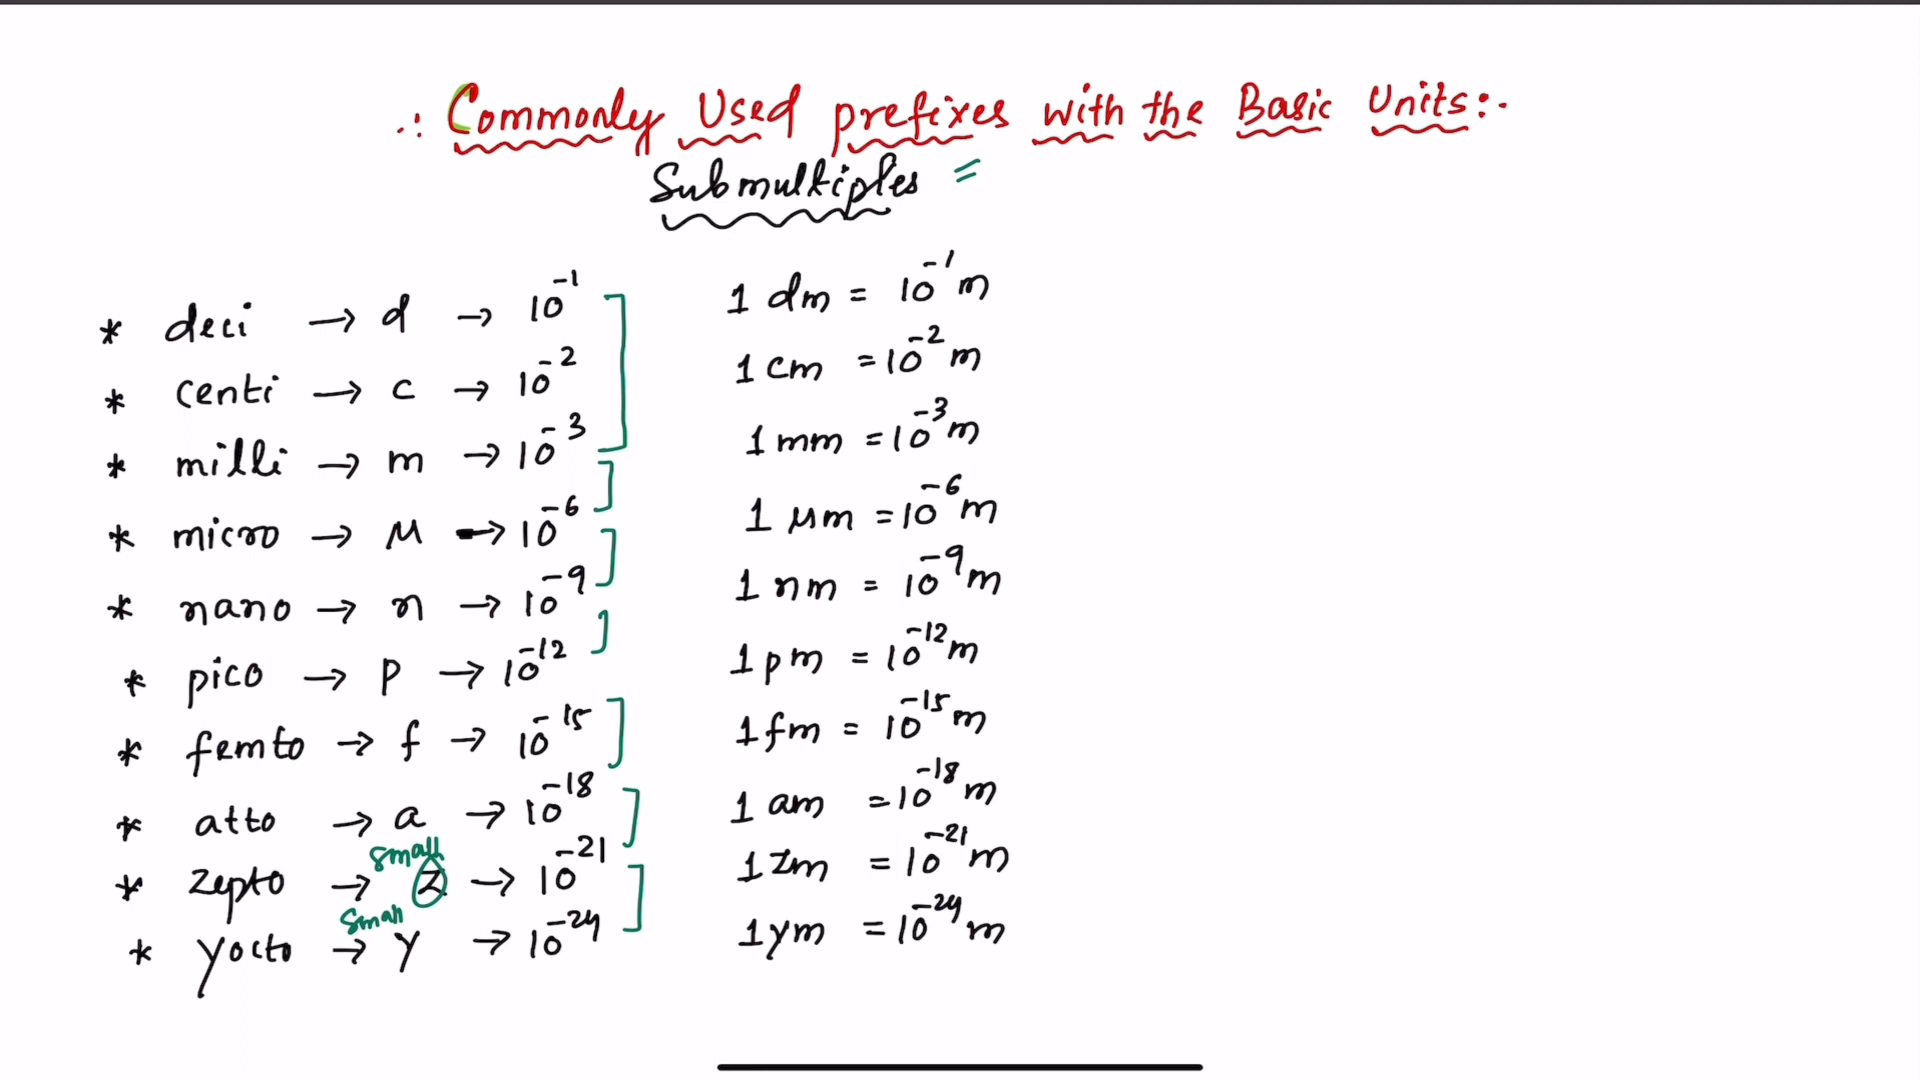 ∴ Commonly Used prefixes with the Basic Units:-
Submultiples =
* deci → d → 10⁻¹ 1 dm = 10⁻¹ m
* centi → c → 10⁻² 1 cm = 10⁻² m
* milli → m → 10⁻³ 1 mm = 10⁻³ m
* micro → μ → 10⁻⁶ 1 μm = 10⁻⁶ m
* nano → n → 10⁻⁹ 1 nm = 10⁻⁹ m
* pico → p → 10⁻¹² 1 pm = 10⁻¹² m
* femto → f → 10⁻¹⁵ 1 fm = 10⁻¹⁵ m
* atto → a → 10⁻¹⁸ 1 am = 10⁻¹⁸ m
small
* zepto → z → 10⁻²¹ 1 zm = 10⁻²¹ m
small
* yocto → y → 10⁻²⁴ 1 ym = 10⁻²⁴ m